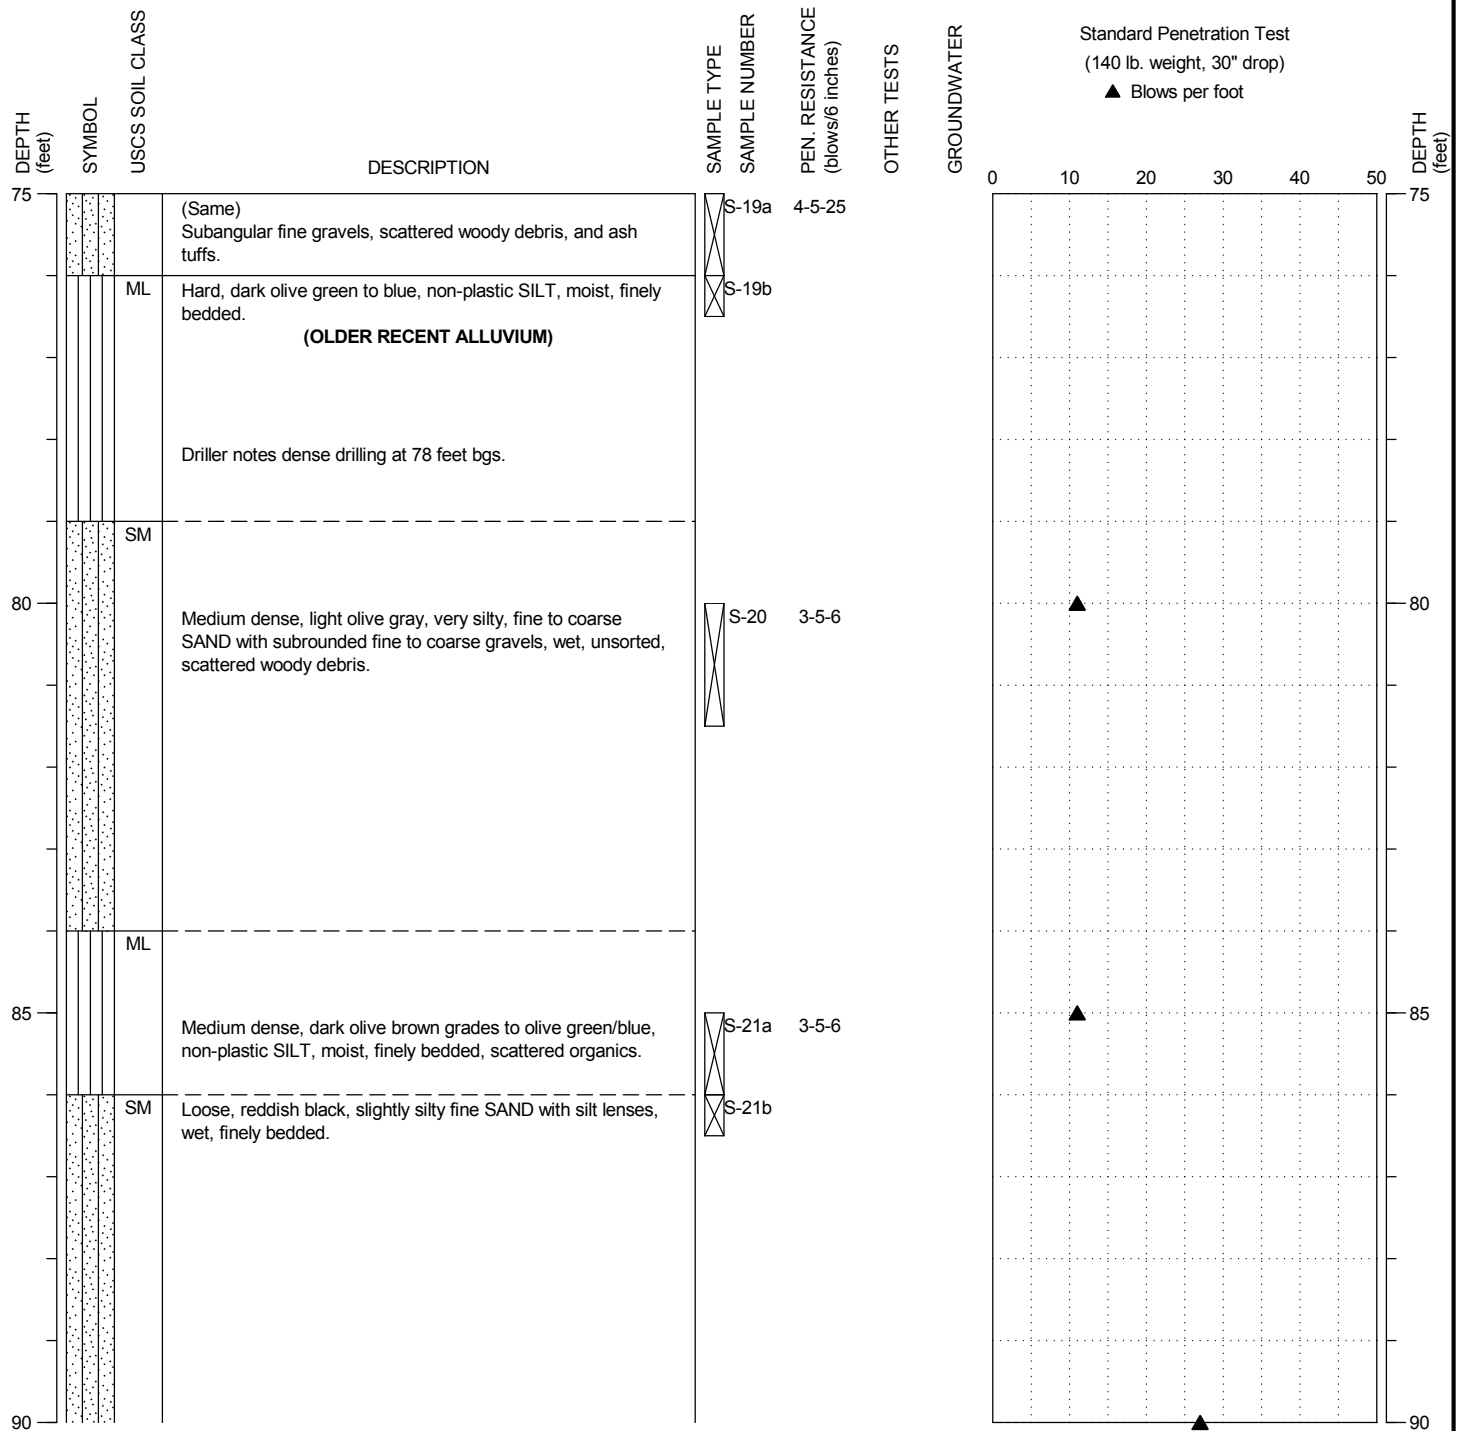 DEPTH
(feet)
SYMBOL
USCS SOIL CLASS
DESCRIPTION
SAMPLE TYPE
SAMPLE NUMBER
PEN. RESISTANCE
(blows/6 inches)
OTHER TESTS
GROUNDWATER
Standard Penetration Test
(140 lb. weight, 30" drop)
▲ Blows per foot
DEPTH
(feet)
0 10 20 30 40 50
75
(Same)
Subangular fine gravels, scattered woody debris, and ash
tuffs.
S-19a 4-5-25
75
ML
Hard, dark olive green to blue, non-plastic SILT, moist, finely
bedded.
(OLDER RECENT ALLUVIUM)
S-19b
Driller notes dense drilling at 78 feet bgs.
SM
80
Medium dense, light olive gray, very silty, fine to coarse
SAND with subrounded fine to coarse gravels, wet, unsorted,
scattered woody debris.
S-20 3-5-6
80
ML
85
Medium dense, dark olive brown grades to olive green/blue,
non-plastic SILT, moist, finely bedded, scattered organics.
S-21a 3-5-6
85
SM
Loose, reddish black, slightly silty fine SAND with silt lenses,
wet, finely bedded.
S-21b
90
90